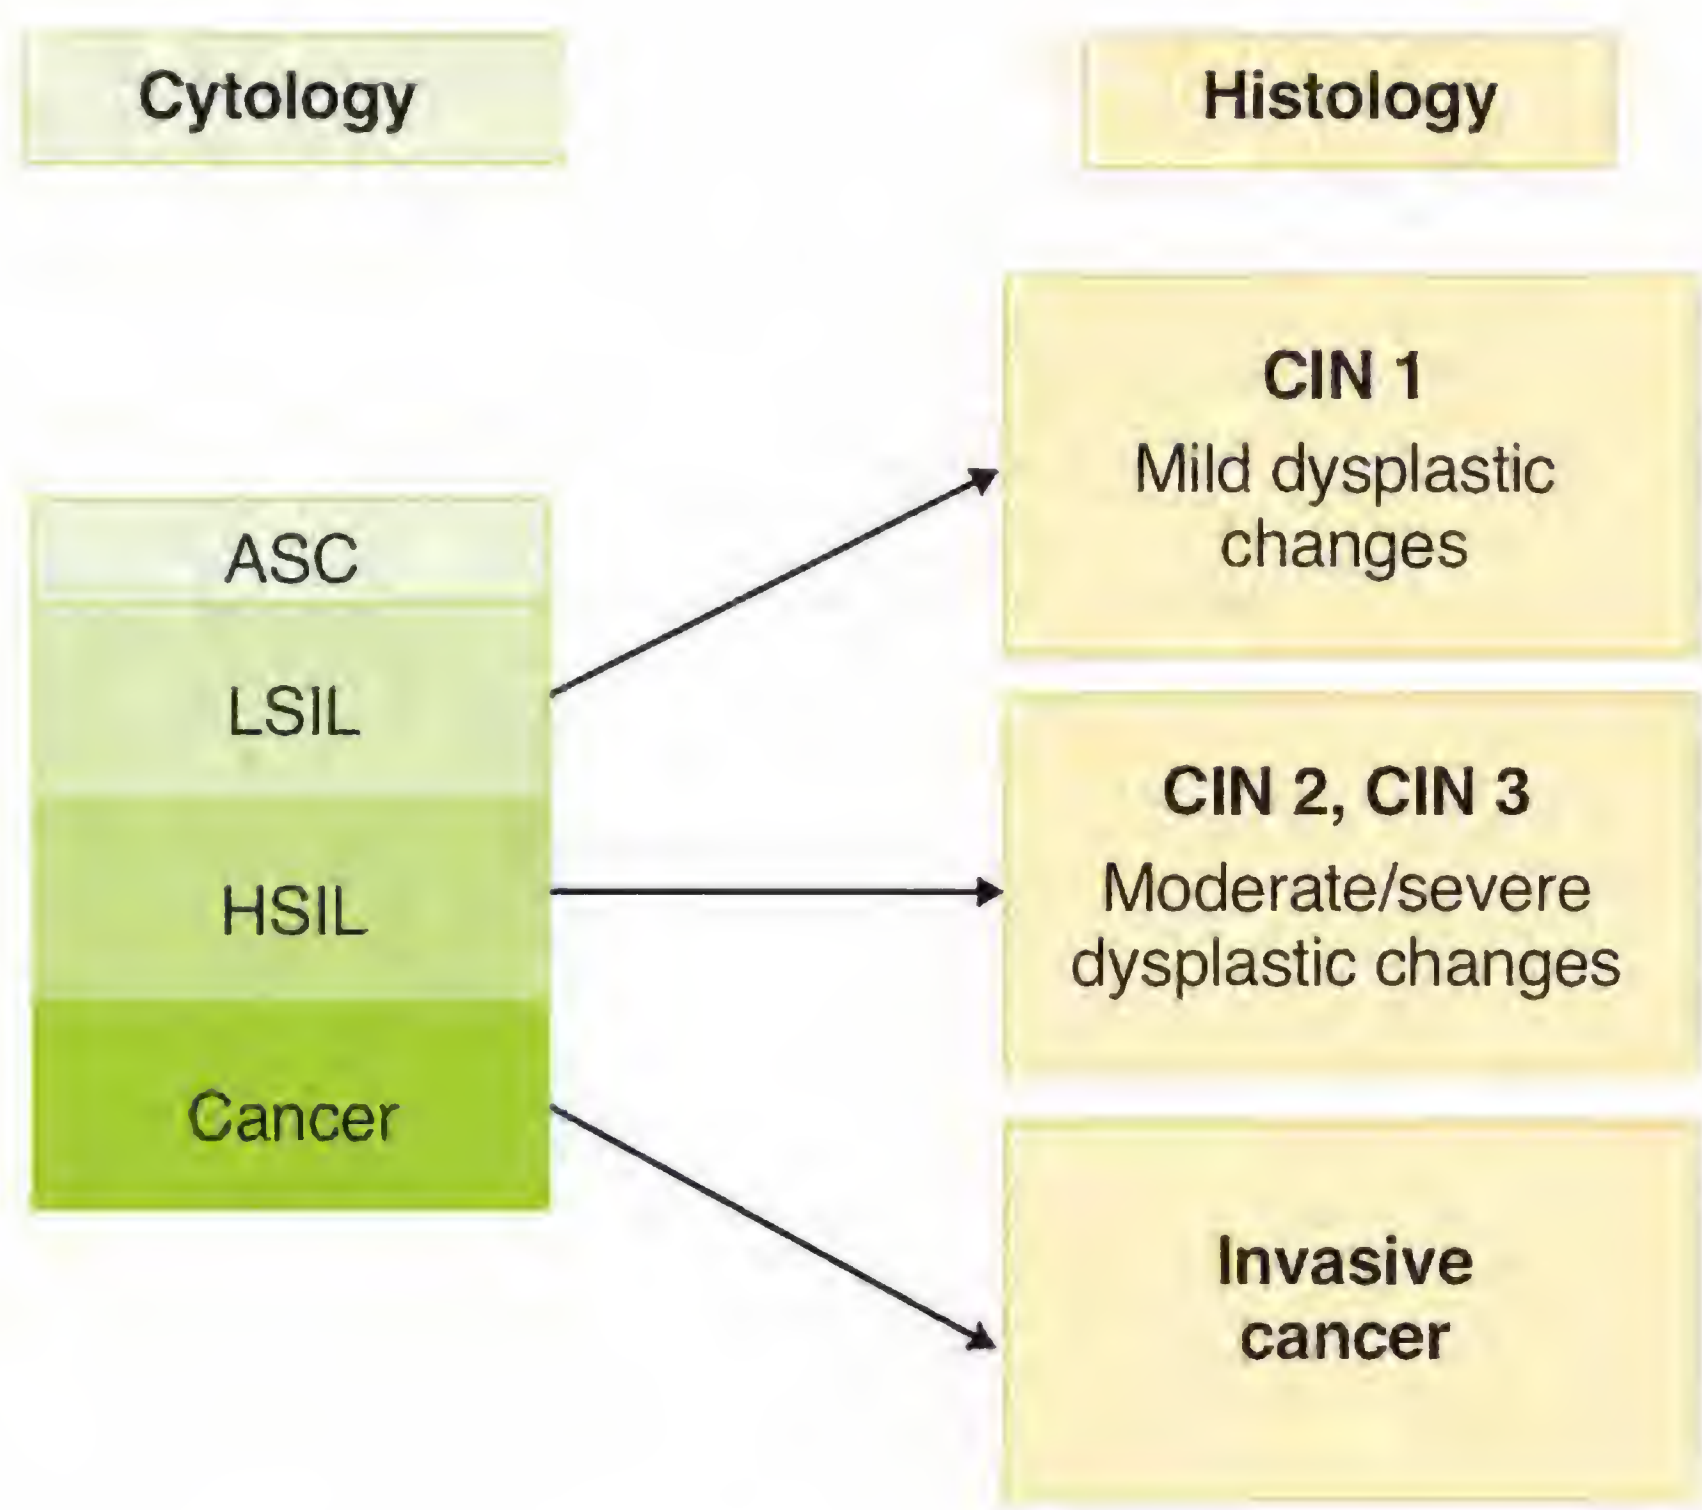 Cytology
Histology
ASC
LSIL
HSIL
Cancer
CIN 1
Mild dysplastic
changes
CIN 2, CIN 3
Moderate/severe
dysplastic changes
Invasive
cancer